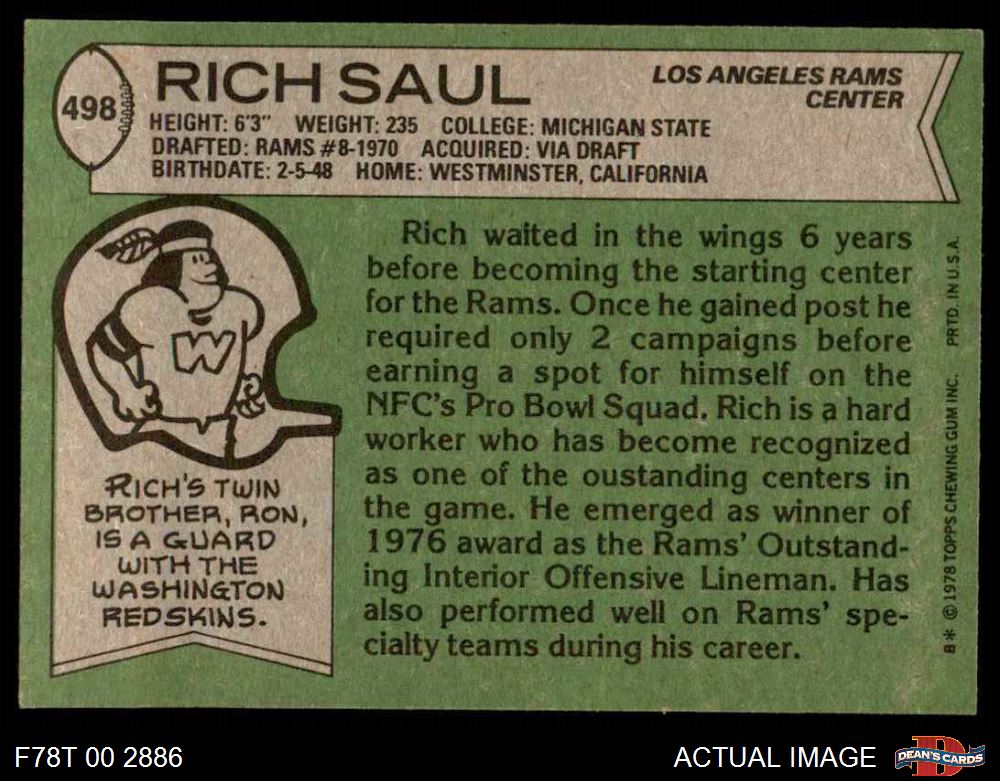 498
RICH SAUL
LOS ANGELES RAMS
CENTER
HEIGHT: 6'3" WEIGHT: 235 COLLEGE: MICHIGAN STATE
DRAFTED: RAMS #8-1970 ACQUIRED: VIA DRAFT
BIRTHDATE: 2-5-48 HOME: WESTMINSTER, CALIFORNIA
W
RICH'S TWIN
BROTHER, RON,
IS A GUARD
WITH THE
WASHINGTON
REDSKINS.
Rich waited in the wings 6 years
before becoming the starting center
for the Rams. Once he gained post he
required only 2 campaigns before
earning a spot for himself on the
NFC's Pro Bowl Squad. Rich is a hard
worker who has become recognized
as one of the oustanding centers in
the game. He emerged as winner of
1976 award as the Rams' Outstand-
ing Interior Offensive Lineman. Has
also performed well on Rams' spe-
cialty teams during his career.
B* © 1978 TOPPS CHEWING GUM INC. PRTD. IN U.S.A.
F78T 00 2886
ACTUAL IMAGE
D
DEAN'S CARDS